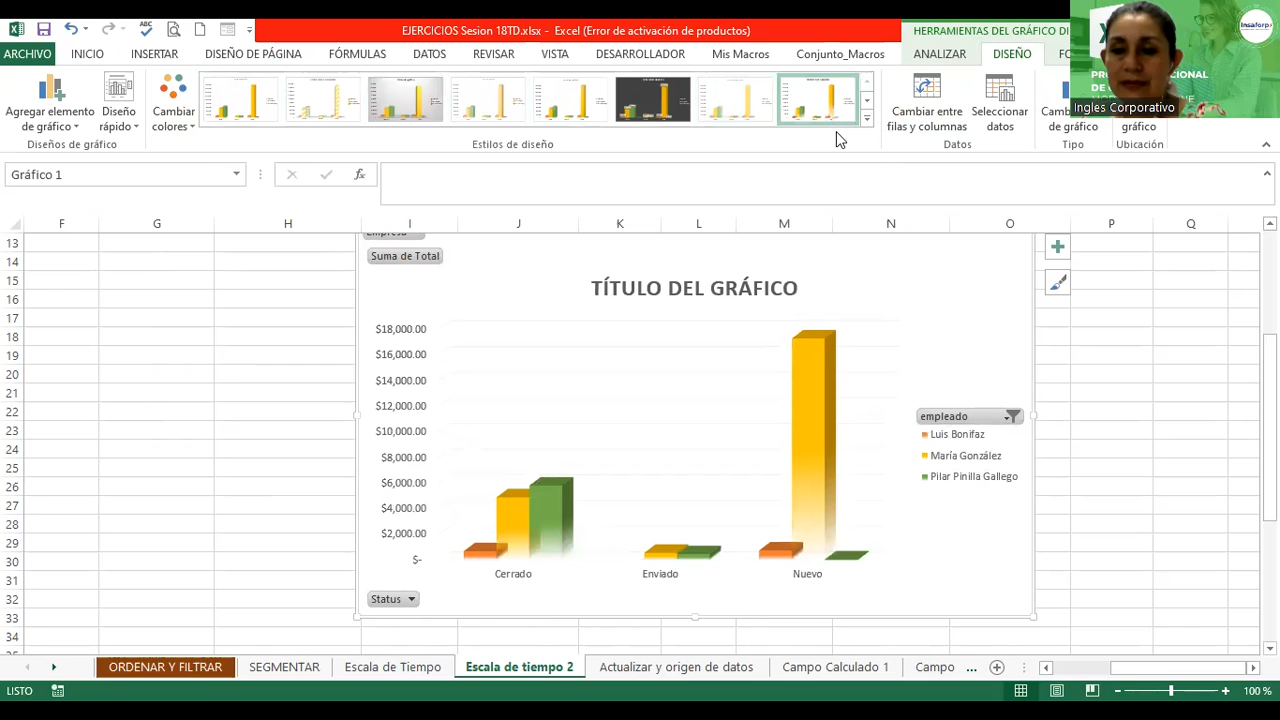 EJERCICIOS Sesion 18TD.xlsx - Excel (Error de activación de productos)
HERRAMIENTAS DEL GRÁFICO DI
ARCHIVO INICIO INSERTAR DISEÑO DE PÁGINA FÓRMULAS DATOS REVISAR VISTA DESARROLLADOR Mis Macros Conjunto_Macros ANALIZAR DISEÑO FO
Insaforp
Ingles Corporativo
Agregar elemento de gráfico
Diseño rápido
Cambiar colores
Cambiar entre filas y columnas
Seleccionar datos
de gráfico
gráfico
Diseños de gráfico
Estilos de diseño
Datos
Tipo
Ubicación
Gráfico 1
fx
F G H I J K L M N O P Q
13
14
15
16
17
18
19
20
21
22
23
24
25
26
27
28
29
30
31
32
33
34
Empresa
Suma de Total
TÍTULO DEL GRÁFICO
$18,000.00
$16,000.00
$14,000.00
$12,000.00
$10,000.00
$8,000.00
$6,000.00
$4,000.00
$2,000.00
$-
Cerrado Enviado Nuevo
empleado
Luis Bonifaz
María González
Pilar Pinilla Gallego
Status
ORDENAR Y FILTRAR SEGMENTAR Escala de Tiempo Escala de tiempo 2 Actualizar y origen de datos Campo Calculado 1 Campo ...
LISTO
100 %